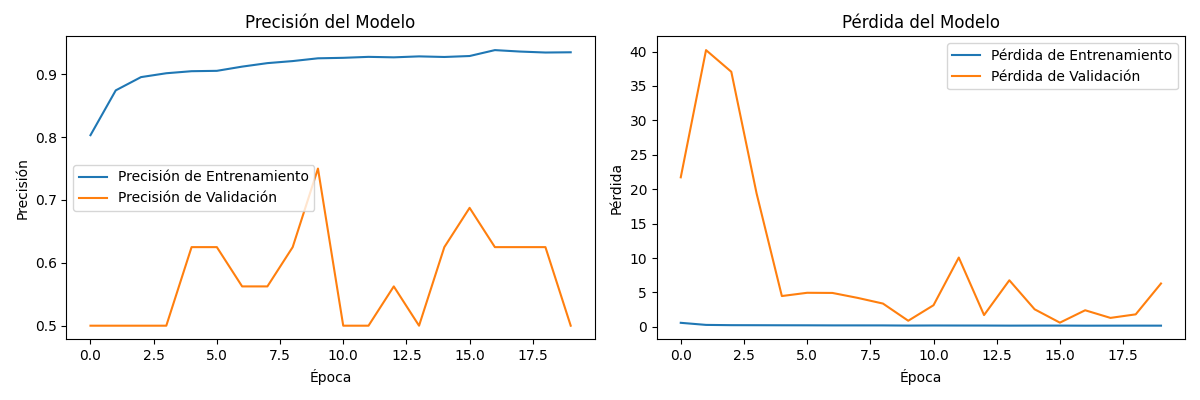 Precisión del Modelo
Precisión
0.9
0.8
0.7
0.6
0.5
Precisión de Entrenamiento
Precisión de Validación
0.0 2.5 5.0 7.5 10.0 12.5 15.0 17.5
Época
Pérdida del Modelo
Pérdida
40
35
30
25
20
15
10
5
0
Pérdida de Entrenamiento
Pérdida de Validación
0.0 2.5 5.0 7.5 10.0 12.5 15.0 17.5
Época